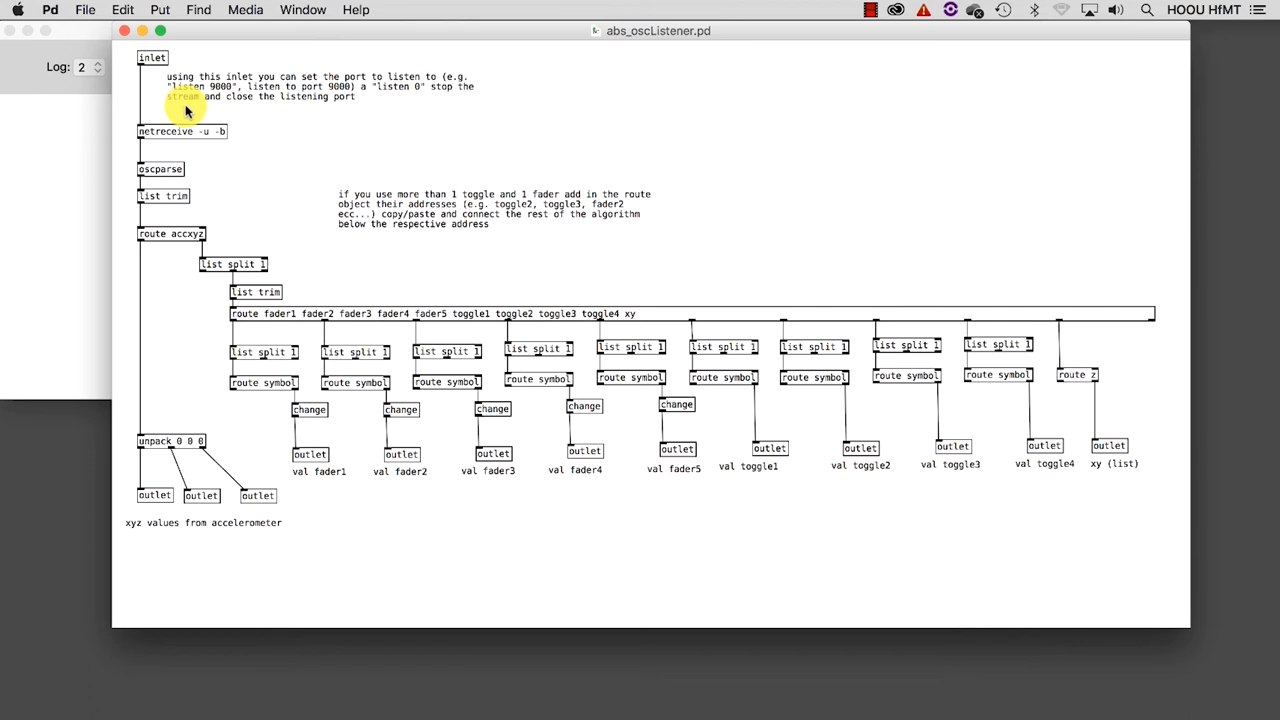 Pd File Edit Put Find Media Window Help HOOU HfMT
abs_oscListener.pd
Log: 2
inlet
using this inlet you can set the port to listen to (e.g.
"listen 9000", listen to port 9000) a "listen 0" stop the
stream and close the listening port
netreceive -u -b
oscparse
list trim
if you use more than 1 toggle and 1 fader add in the route
object their addresses (e.g. toggle2, toggle3, fader2
ecc...) copy/paste and connect the rest of the algorithm
below the respective address
route accxyz
list split 1
list trim
route fader1 fader2 fader3 fader4 fader5 toggle1 toggle2 toggle3 toggle4 xy
list split 1 list split 1 list split 1 list split 1 list split 1 list split 1 list split 1 list split 1 list split 1
route symbol route symbol route symbol route symbol route symbol route symbol route symbol route symbol route symbol route z
change change change change change
unpack 0 0 0
outlet outlet outlet outlet outlet outlet outlet outlet outlet outlet
val fader1 val fader2 val fader3 val fader4 val fader5 val toggle1 val toggle2 val toggle3 val toggle4 xy (list)
outlet outlet outlet
xyz values from accelerometer